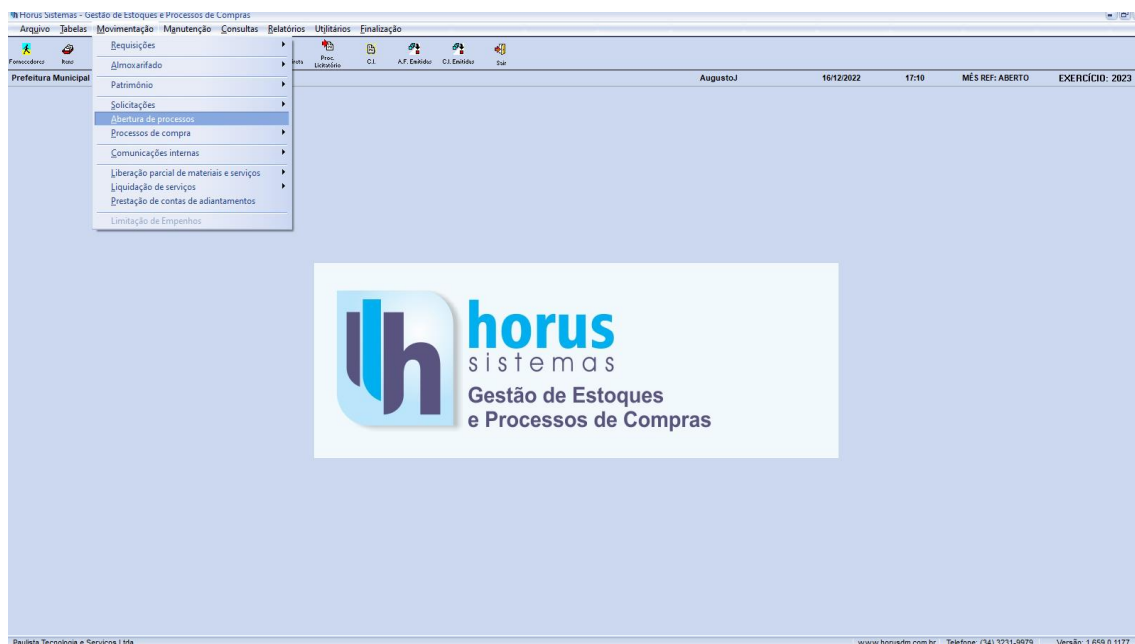 Horus Sistemas - Gestão de Estoques e Processos de Compras
Arquivo Tabelas Movimentação Manutenção Consultas Relatórios Utilitários Finalização
Fornecedores Itens Proc. Licitatório C.I. A.F. Emitidas C.I. Emitidas Sair
Prefeitura Municipal AugustoJ 16/12/2022 17:10 MÊS REF: ABERTO EXERCÍCIO: 2023
Requisições
Almoxarifado
Patrimônio
Solicitações
Abertura de processos
Processos de compra
Comunicações internas
Liberação parcial de materiais e serviços
Liquidação de serviços
Prestação de contas de adiantamentos
Limitação de Empenhos
horus
sistemas
Gestão de Estoques
e Processos de Compras
Paulista Tecnologia e Serviços Ltda www.horusdm.com.br Telefone: (34) 3231-9979 Versão: 1.659.0.1177